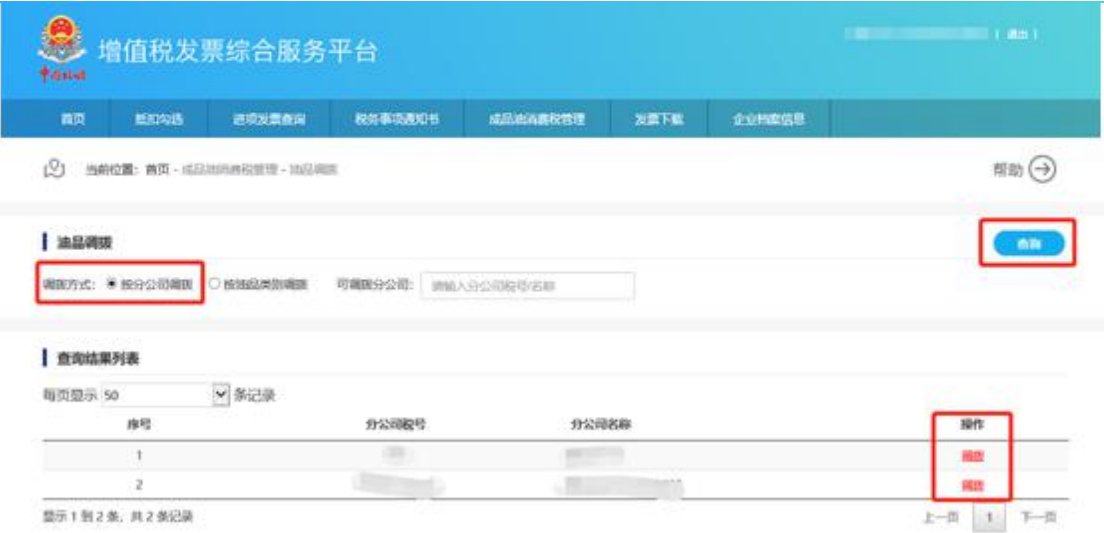 中国税务
增值税发票综合服务平台
| 退出 |
首页 抵扣勾选 进项发票查询 税务事项通知书 成品油消费税管理 发票下载 企业档案信息
当前位置：首页 - 成品油消费税管理 - 油品调拨
帮助
油品调拨
查询
调拨方式： 按分公司调拨 按油品类别调拨 可调拨分公司： 请输入分公司税号/名称
查询结果列表
每页显示 50 条记录
序号 分公司税号 分公司名称 操作
1 调拨
2 调拨
显示 1 到 2 条，共 2 条记录
上一页 1 下一页